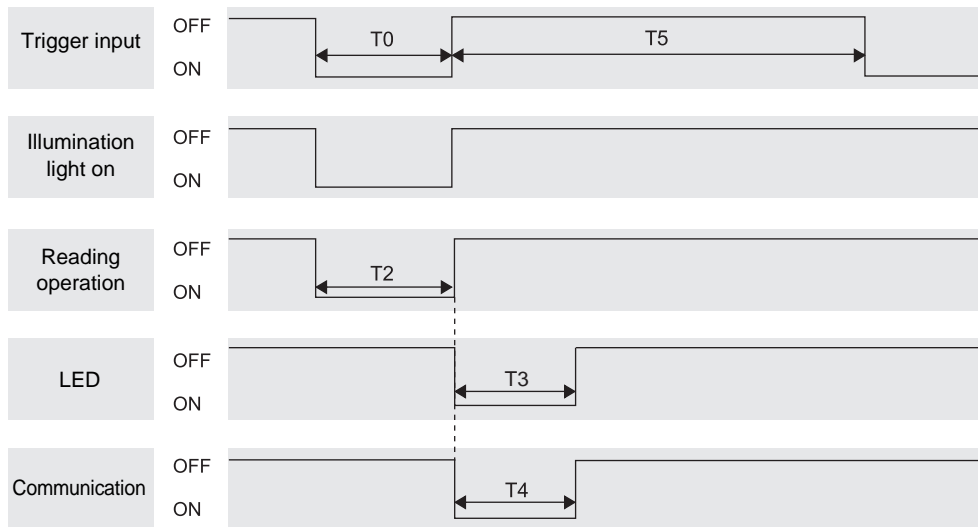 Trigger input
OFF
ON
T0
T5
Illumination
light on
OFF
ON
Reading
operation
OFF
ON
T2
LED
OFF
ON
T3
Communication
OFF
ON
T4